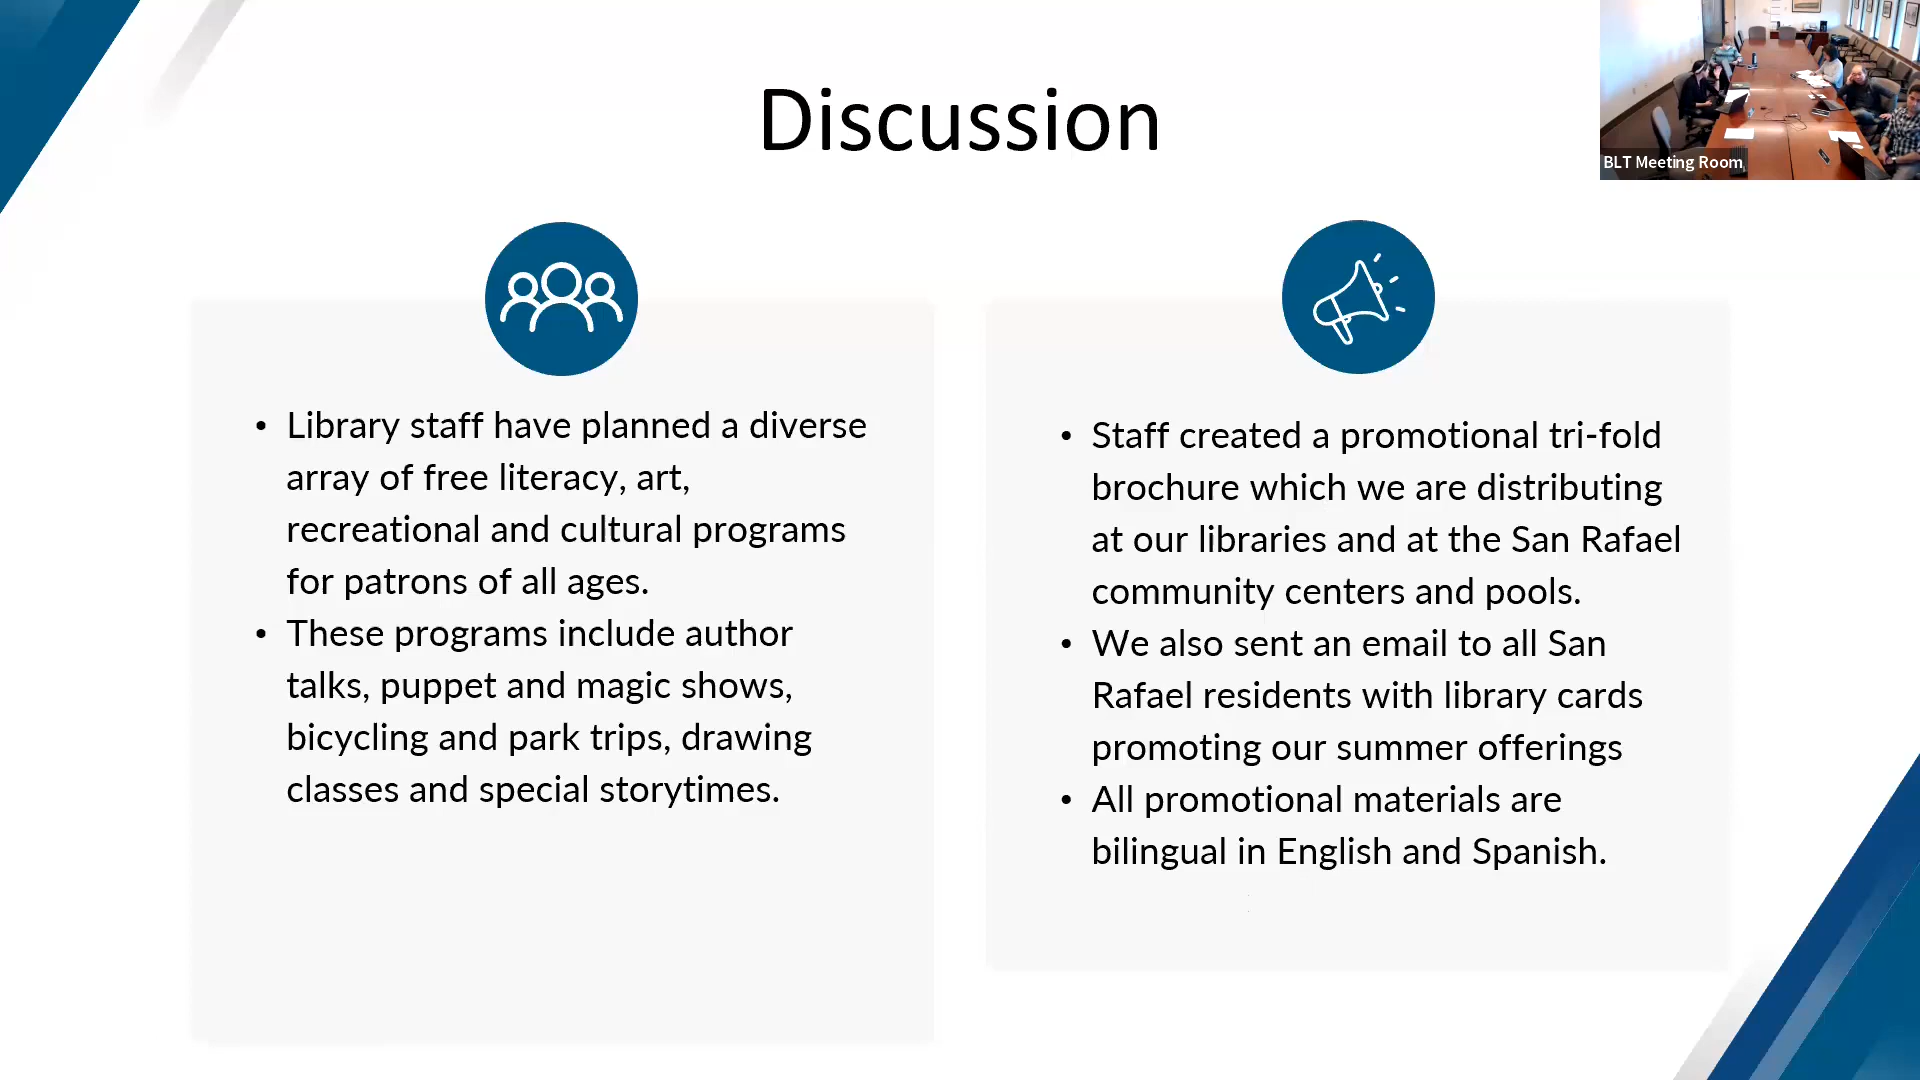 Discussion
BLT Meeting Room
• Library staff have planned a diverse
array of free literacy, art,
recreational and cultural programs
for patrons of all ages.
• These programs include author
talks, puppet and magic shows,
bicycling and park trips, drawing
classes and special storytimes.
• Staff created a promotional tri-fold
brochure which we are distributing
at our libraries and at the San Rafael
community centers and pools.
• We also sent an email to all San
Rafael residents with library cards
promoting our summer offerings
• All promotional materials are
bilingual in English and Spanish.